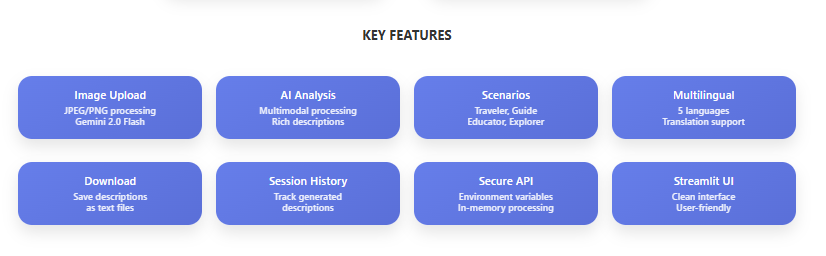 KEY FEATURES
Image Upload
JPEG/PNG processing
Gemini 2.0 Flash
AI Analysis
Multimodal processing
Rich descriptions
Scenarios
Traveler, Guide
Educator, Explorer
Multilingual
5 languages
Translation support
Download
Save descriptions
as text files
Session History
Track generated
descriptions
Secure API
Environment variables
In-memory processing
Streamlit UI
Clean interface
User-friendly